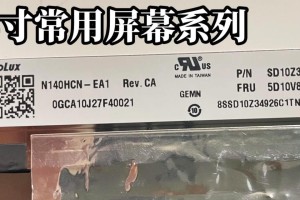 寸常用屏幕系列
N140HCN-EA1 Rev. CA
0GCA10J27F40021
MADE IN TAIWAN
GEMN
10
P/N SD10Z3
FRU 5D10V8
8SSD10Z34926C1TN